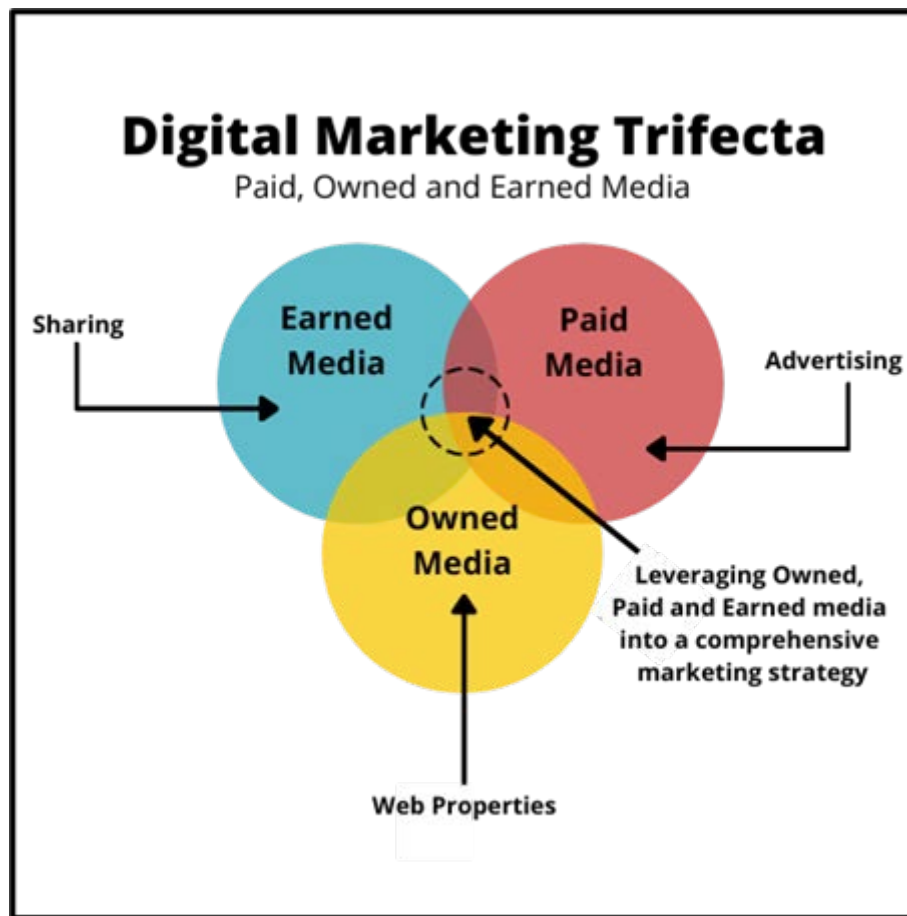 Digital Marketing Trifecta
Paid, Owned and Earned Media
Sharing
Earned
Media
Paid
Media
Advertising
Owned
Media
Leveraging Owned,
Paid and Earned media
into a comprehensive
marketing strategy
Web Properties